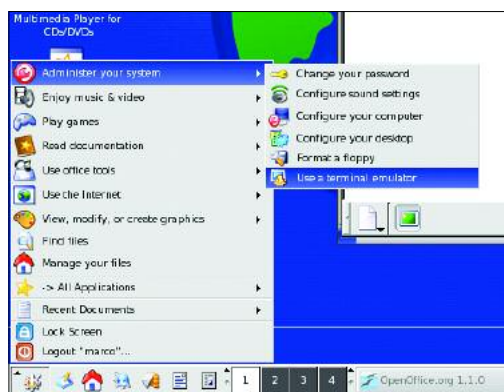 Multimedia Player for
CDs/DVDs
Administer your system
Enjoy music & video
Play games
Read documentation
Use office tools
Use the Internet
View, modify, or create graphics
Find files
Manage your files
-> All Applications
Recent Documents
Lock Screen
Logout "marco"...
Change your password
Configure sound settings
Configure your computer
Configure your desktop
Format a floppy
Use a terminal emulator
1 2 3 4 OpenOffice.org 1.1.0